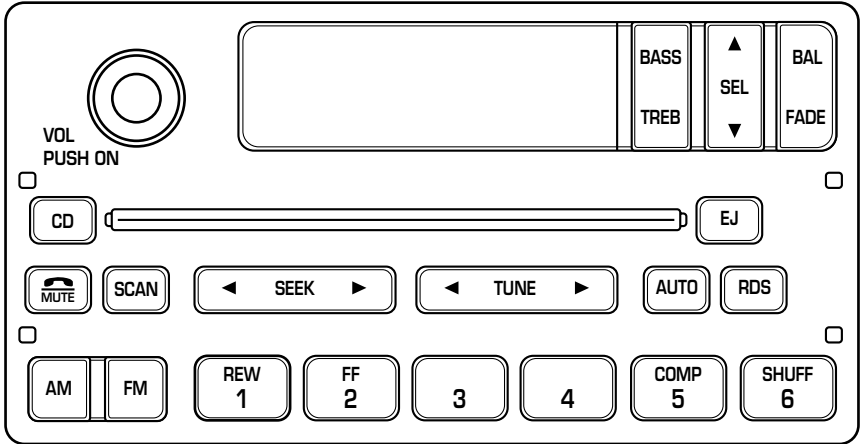 BASS
TREB
▲
SEL
▼
BAL
FADE
VOL
PUSH ON
CD
EJ
MUTE
SCAN
◄ SEEK ►
◄ TUNE ►
AUTO
RDS
AM
FM
REW
1
FF
2
3
4
COMP
5
SHUFF
6